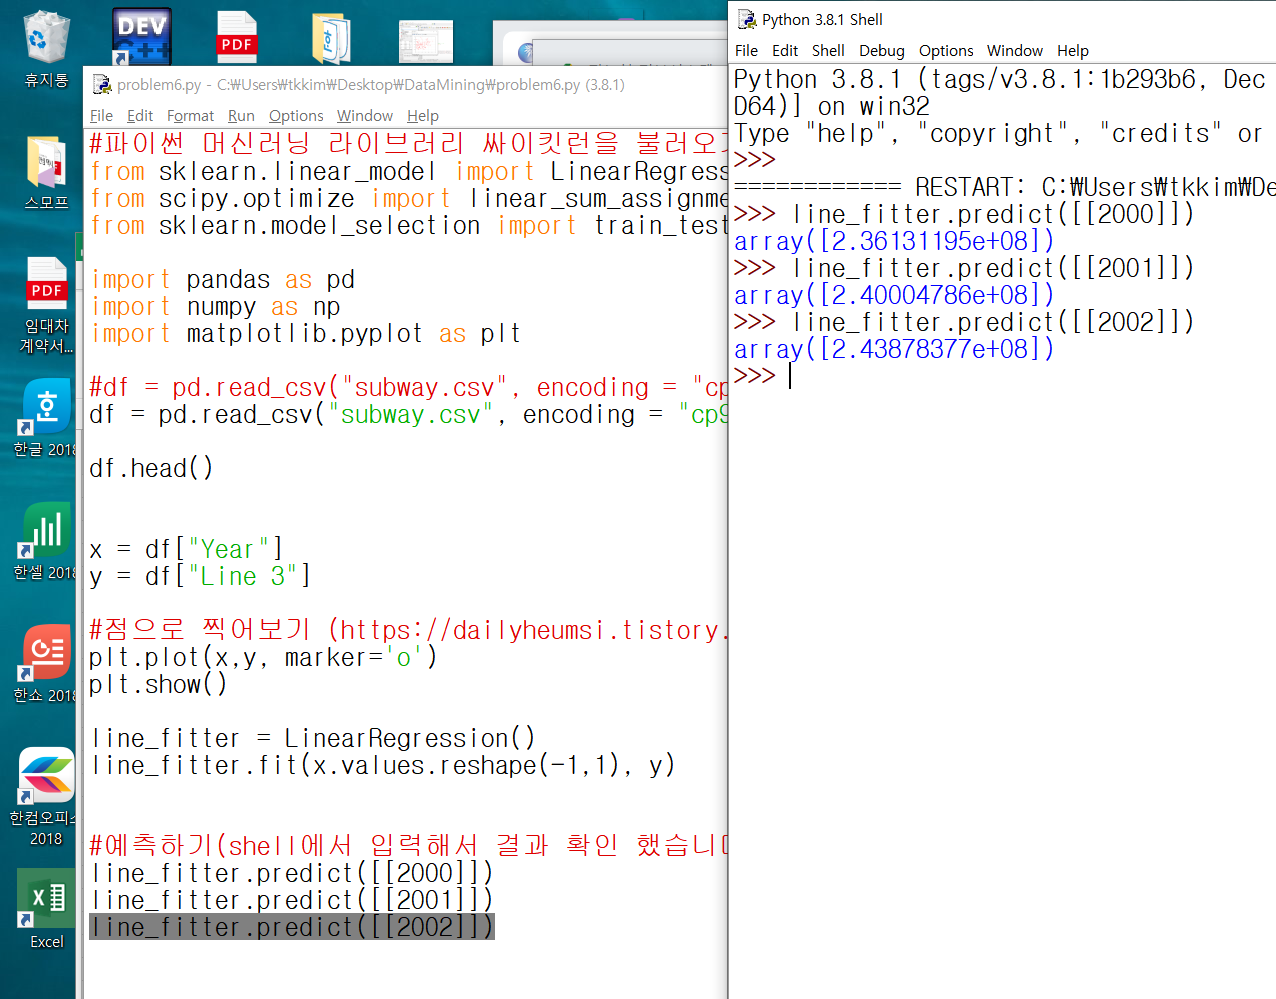 휴지통
DEV
C++
PDF
스모프
PDF
임대차
계약서...
한글 2018
한셀 2018
한쇼 2018
한컴오피스
2018
Excel
problem6.py - C:₩Users₩tkkim₩Desktop₩DataMining₩problem6.py (3.8.1)
File Edit Format Run Options Window Help
#파이썬 머신러닝 라이브러리 싸이킷런을 불러오기
from sklearn.linear_model import LinearRegress
from scipy.optimize import linear_sum_assignme
from sklearn.model_selection import train_test
import pandas as pd
import numpy as np
import matplotlib.pyplot as plt
#df = pd.read_csv("subway.csv", encoding = "cp
df = pd.read_csv("subway.csv", encoding = "cp9
df.head()
x = df["Year"]
y = df["Line 3"]
#점으로 찍어보기 (https://dailyheumsi.tistory.
plt.plot(x,y, marker='o')
plt.show()
line_fitter = LinearRegression()
line_fitter.fit(x.values.reshape(-1,1), y)
#예측하기(shell에서 입력해서 결과 확인 했습니다
line_fitter.predict([[2000]])
line_fitter.predict([[2001]])
line_fitter.predict([[2002]])
Python 3.8.1 Shell
File Edit Shell Debug Options Window Help
Python 3.8.1 (tags/v3.8.1:1b293b6, Dec
D64)] on win32
Type "help", "copyright", "credits" or
>>>
============ RESTART: C:₩Users₩tkkim₩De
>>> line_fitter.predict([[2000]])
array([2.36131195e+08])
>>> line_fitter.predict([[2001]])
array([2.40004786e+08])
>>> line_fitter.predict([[2002]])
array([2.43878377e+08])
>>>